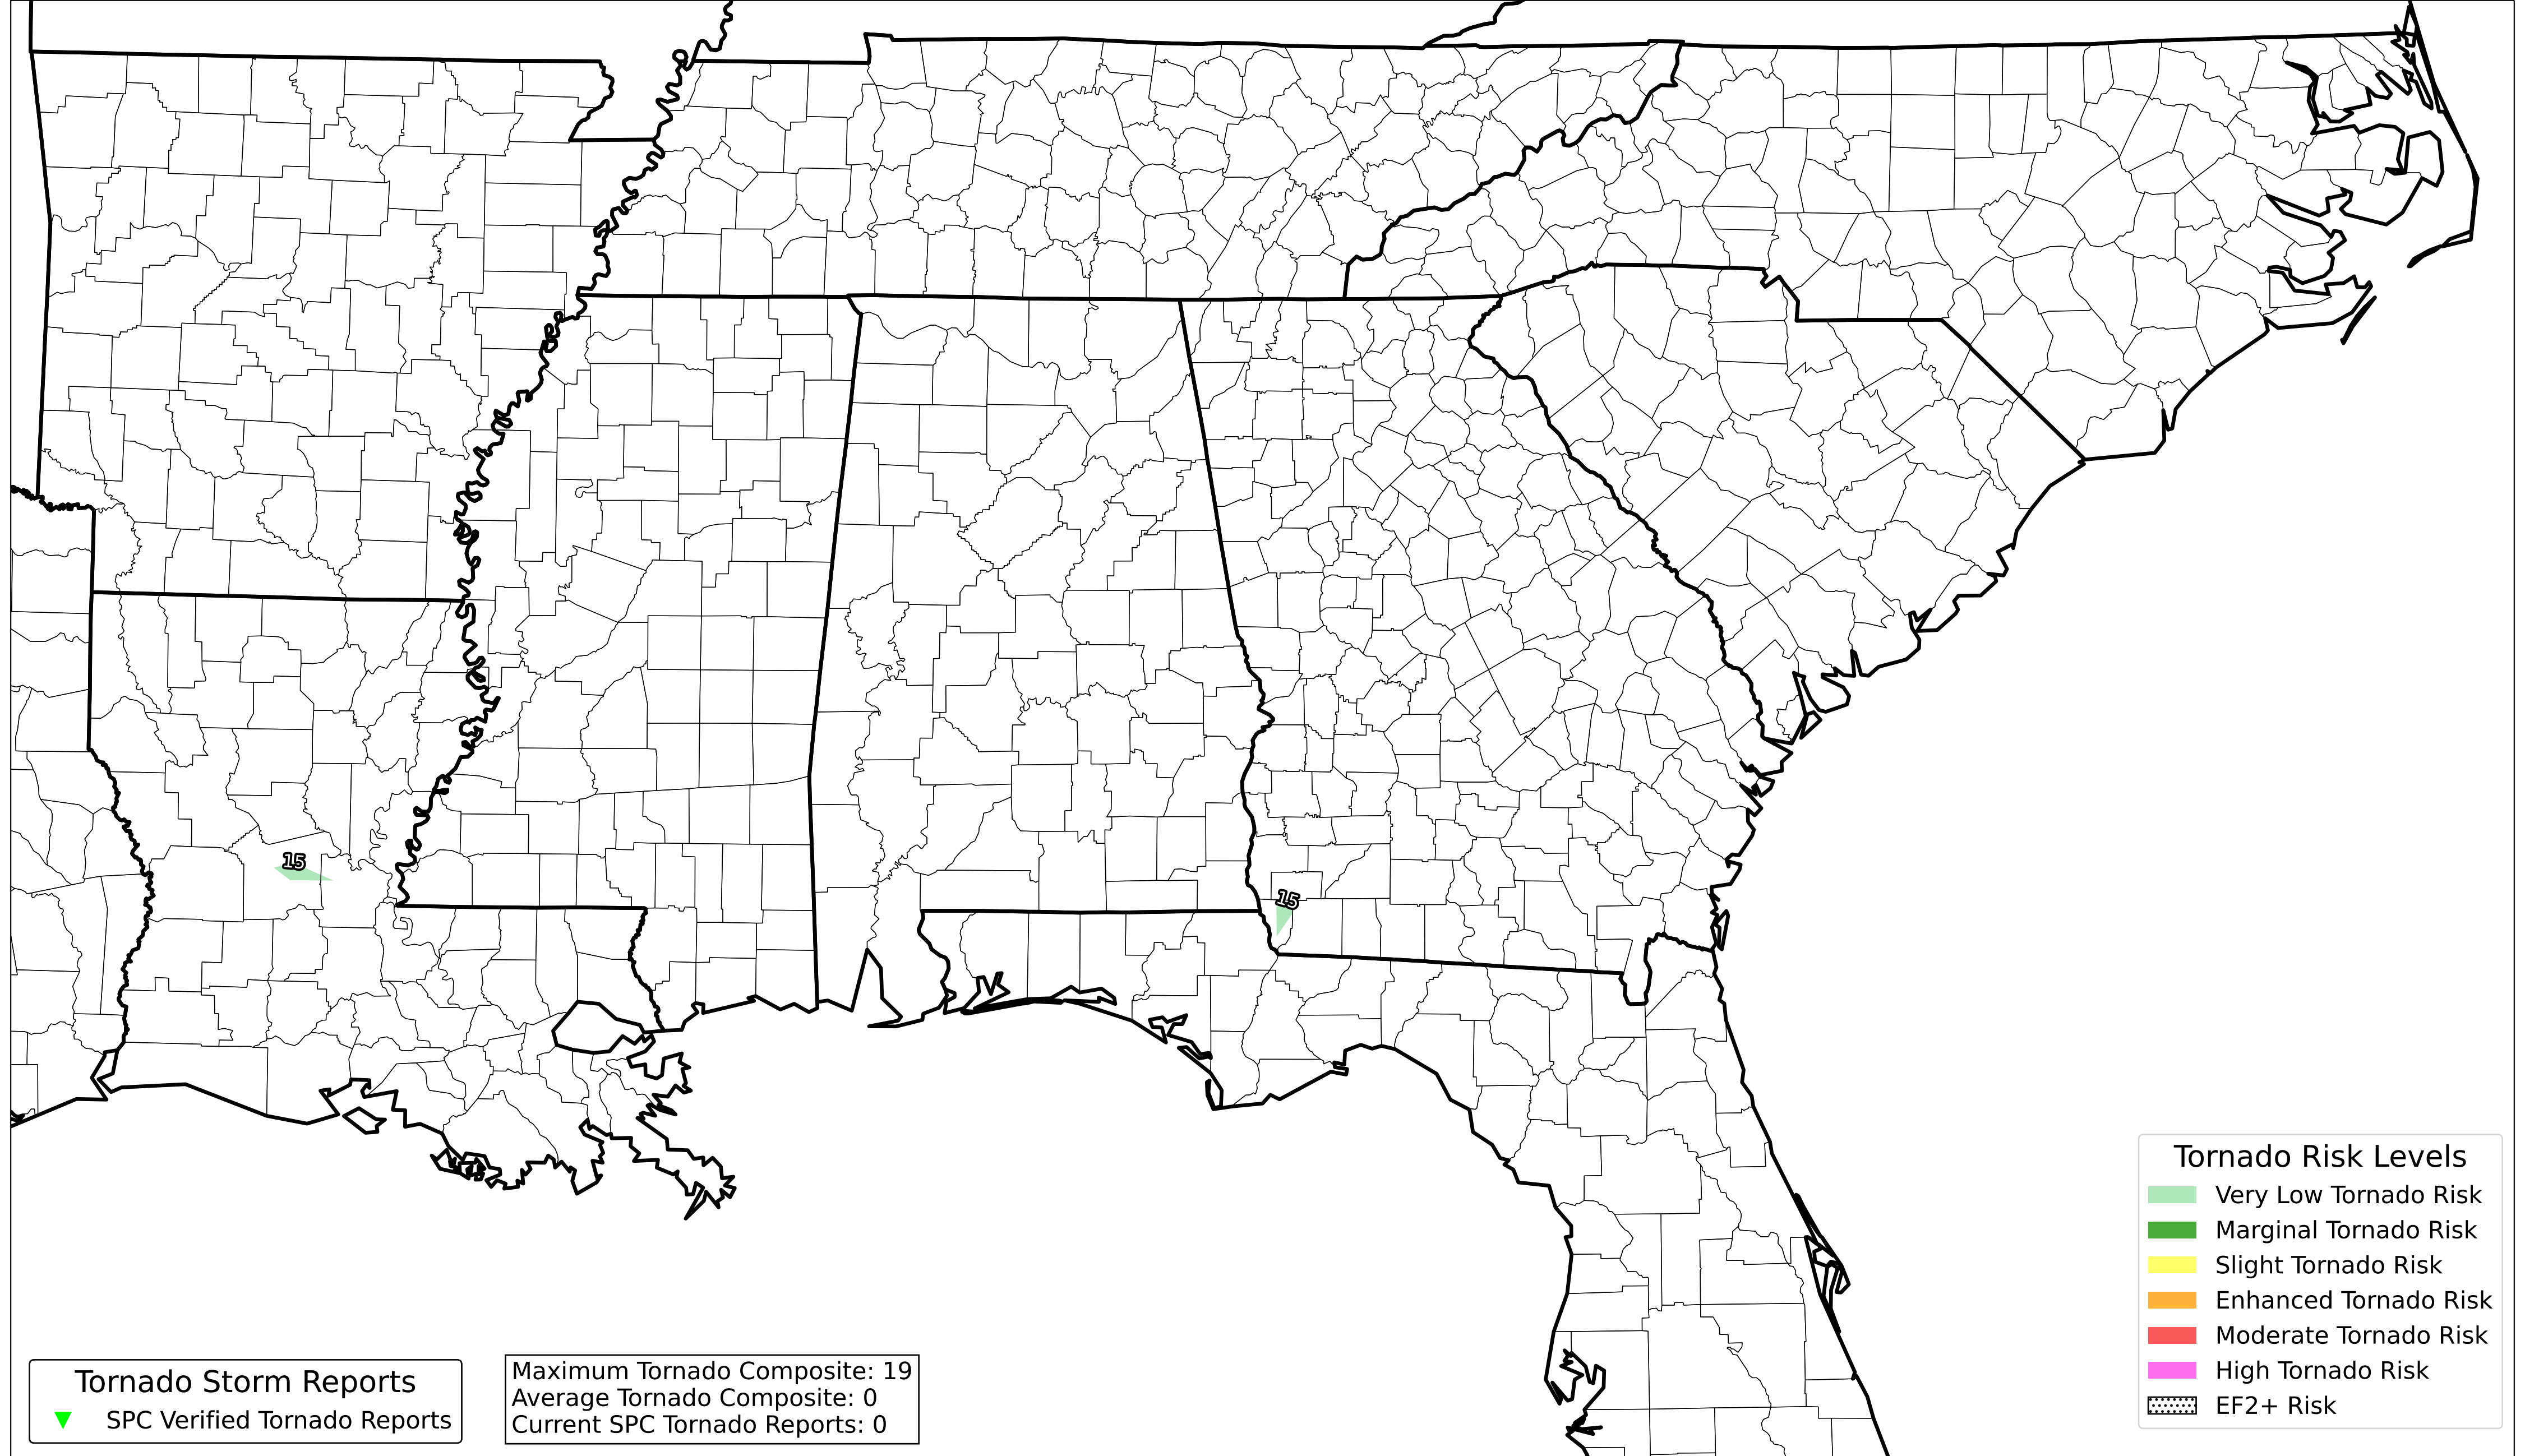 15
15
Tornado Storm Reports
SPC Verified Tornado Reports
Maximum Tornado Composite: 19
Average Tornado Composite: 0
Current SPC Tornado Reports: 0
Tornado Risk Levels
Very Low Tornado Risk
Marginal Tornado Risk
Slight Tornado Risk
Enhanced Tornado Risk
Moderate Tornado Risk
High Tornado Risk
EF2+ Risk